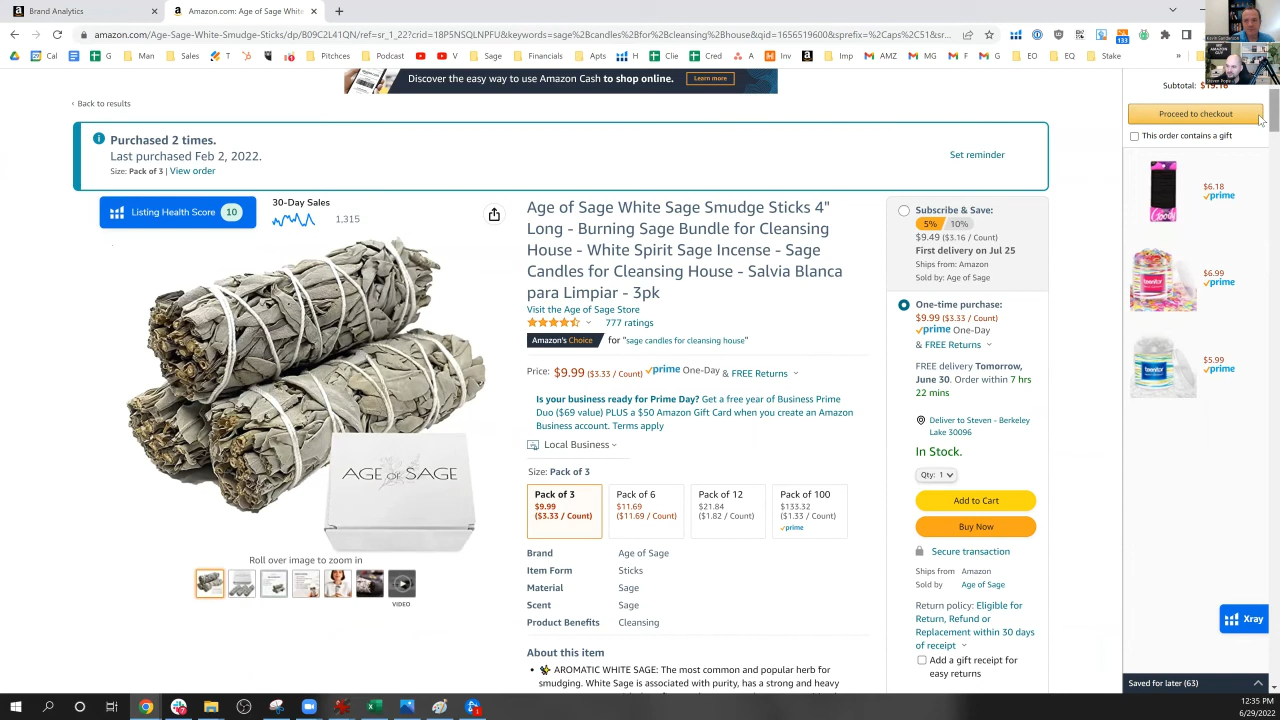 Brand Analytics
Amazon.com: Age of Sage White
amazon.com/Age-Sage-White-Smudge-Sticks/dp/B09C2L41QN/ref=sr_1_22?crid=18P5NSQLNPFU&keywords=sage%20candles%20for%20cleansing%20house&qid=1656519600&sprefix=%2Caps%2C51&sr...
133
Kevin Sanderson
Cal
G
Man
Sales
T
Pitches
Podcast
Sage
Financials
Apts
H
Clie
Cred
A
Inv
Imp
AMZ
MG
F
G
EO
EQ
Stake
»
MY
AMAZON
GUY
Steven Pope
Discover the easy way to use Amazon Cash to shop online.
Learn more
‹ Back to results
Purchased 2 times.
Last purchased Feb 2, 2022.
Size: Pack of 3 | View order
Set reminder
Listing Health Score 10
30-Day Sales
1,315
AGE of SAGE
Roll over image to zoom in
VIDEO
Age of Sage White Sage Smudge Sticks 4"
Long - Burning Sage Bundle for Cleansing
House - White Spirit Sage Incense - Sage
Candles for Cleansing House - Salvia Blanca
para Limpiar - 3pk
Visit the Age of Sage Store
777 ratings
Amazon's Choice for "sage candles for cleansing house"
Price: $9.99 ($3.33 / Count) prime One-Day & FREE Returns
Is your business ready for Prime Day? Get a free year of Business Prime
Duo ($69 value) PLUS a $50 Amazon Gift Card when you create an Amazon
Business account. Terms apply
Local Business
Size: Pack of 3
Pack of 3
$9.99
($3.33 / Count)
Pack of 6
$11.69
($11.69 / Count)
Pack of 12
$21.84
($1.82 / Count)
Pack of 100
$133.32
($1.33 / Count)
prime
Brand Age of Sage
Item Form Sticks
Material Sage
Scent Sage
Product Benefits Cleansing
About this item
• AROMATIC WHITE SAGE: The most common and popular herb for
smudging. White Sage is associated with purity, has a strong and heavy
Subscribe & Save:
5% 10%
$9.49 ($3.16 / Count)
First delivery on Jul 25
Ships from: Amazon
Sold by: Age of Sage
One-time purchase:
$9.99 ($3.33 / Count)
prime One-Day
& FREE Returns
FREE delivery Tomorrow,
June 30. Order within 7 hrs
22 mins
Deliver to Steven - Berkeley
Lake 30096
In Stock.
Qty: 1
Add to Cart
Buy Now
Secure transaction
Ships from Amazon
Sold by Age of Sage
Return policy: Eligible for
Return, Refund or
Replacement within 30 days
of receipt
Add a gift receipt for
easy returns
Subtotal: $19.16
Proceed to checkout
This order contains a gift
Goody
$6.18
prime
teenitor
$6.99
prime
teenitor
$5.99
prime
Xray
Saved for later (63)
12:35 PM
6/29/2022